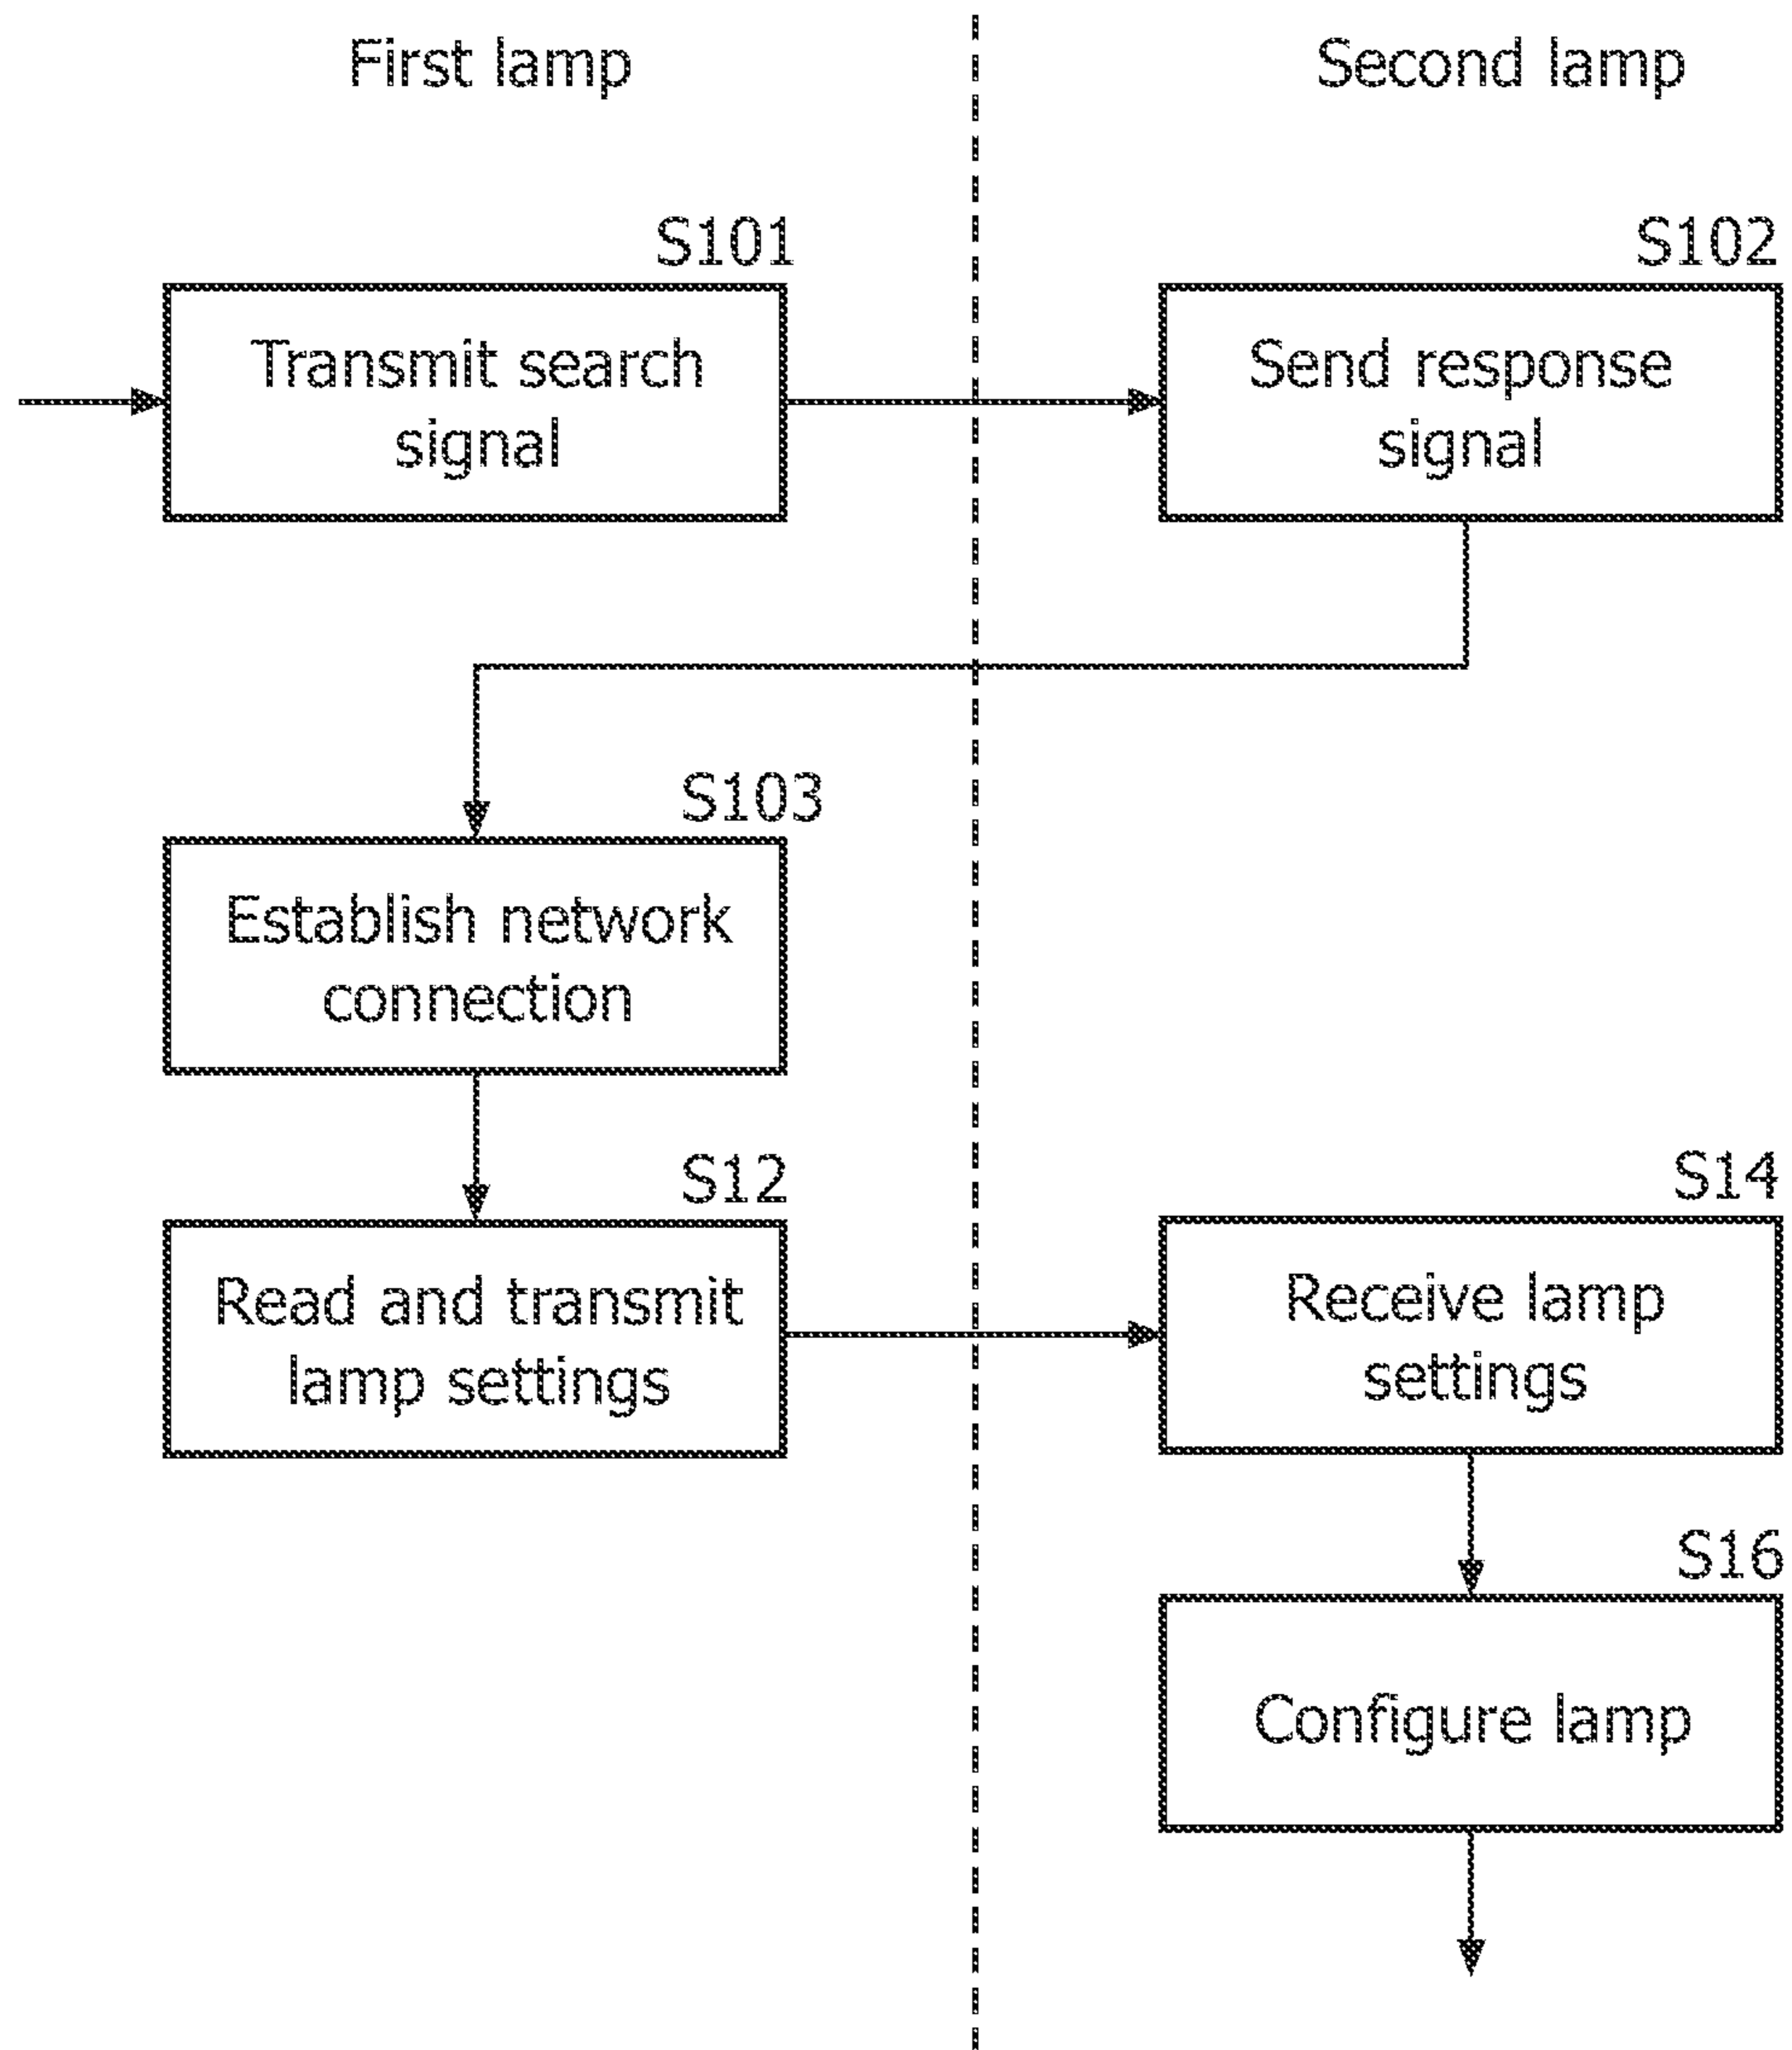 First lamp
Second lamp
S101
S102
Transmit search
signal
Send response
signal
S103
Establish network
connection
S12
S14
Read and transmit
lamp settings
Receive lamp
settings
S16
Configure lamp